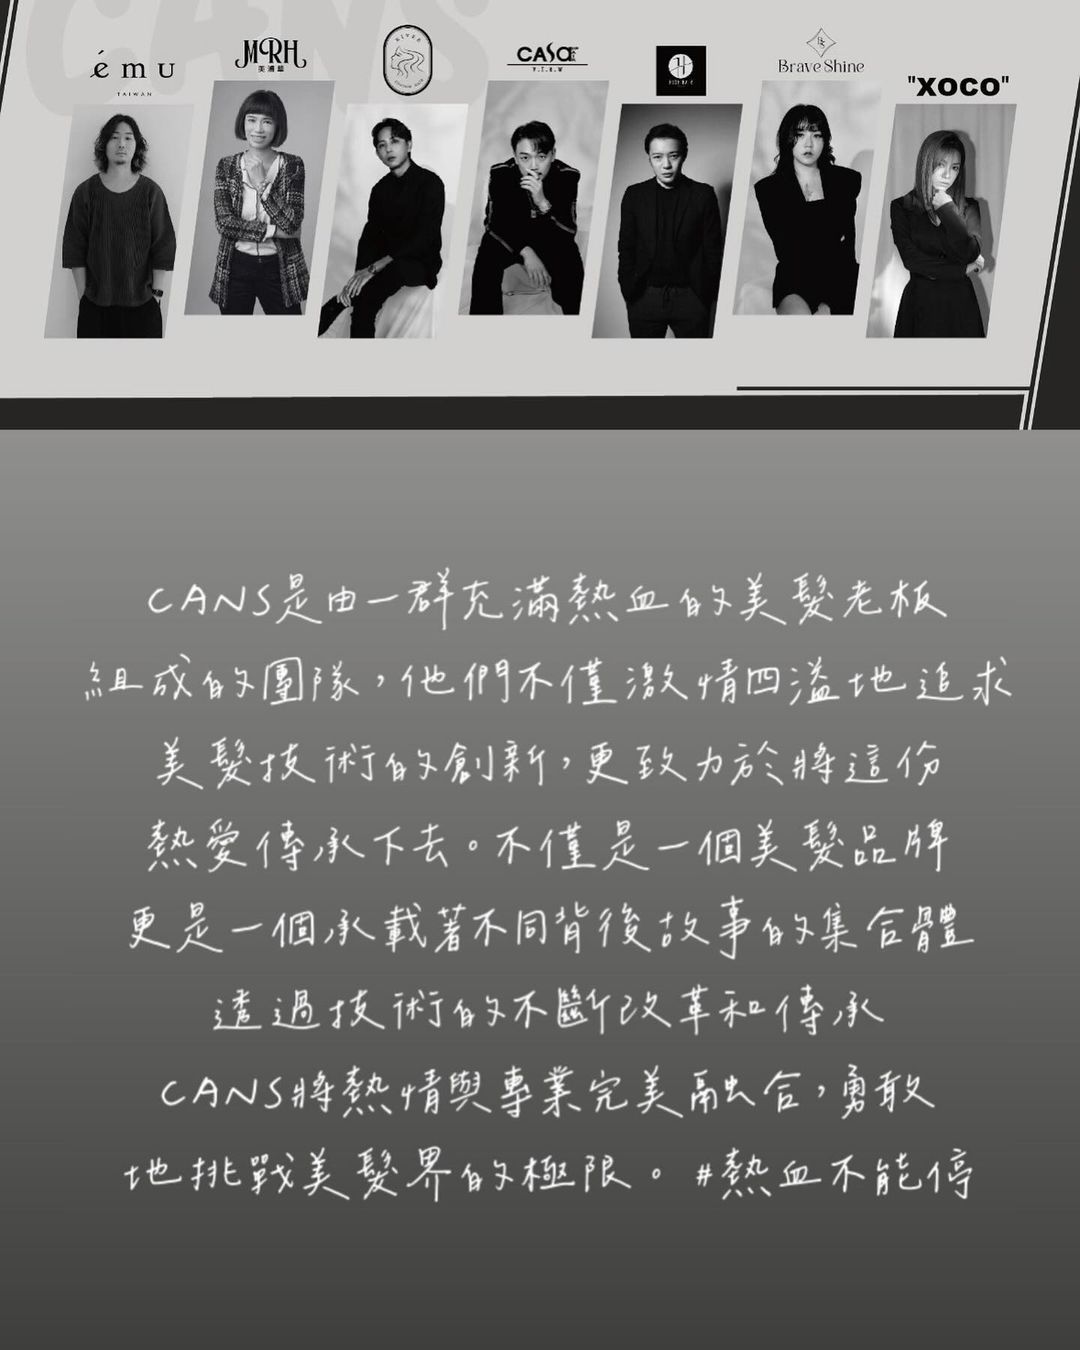 CANS
é m u
TAIWAN
MRH
RIVER
CASA
V.I.E.W
Brave Shine
"XOCO"
CANS是由一群充滿熱血的美髮老板
組成的團隊，他們不僅激情四溢地追求
美髮技術的創新，更致力於將這份
熱愛傳承下去。不僅是一個美髮品牌
更是一個承載著不同背後故事的集合體
透過技術的不斷改革和傳承
CANS將熱情與專業完美融合，勇敢
地挑戰美髮界的極限。 #熱血不能停